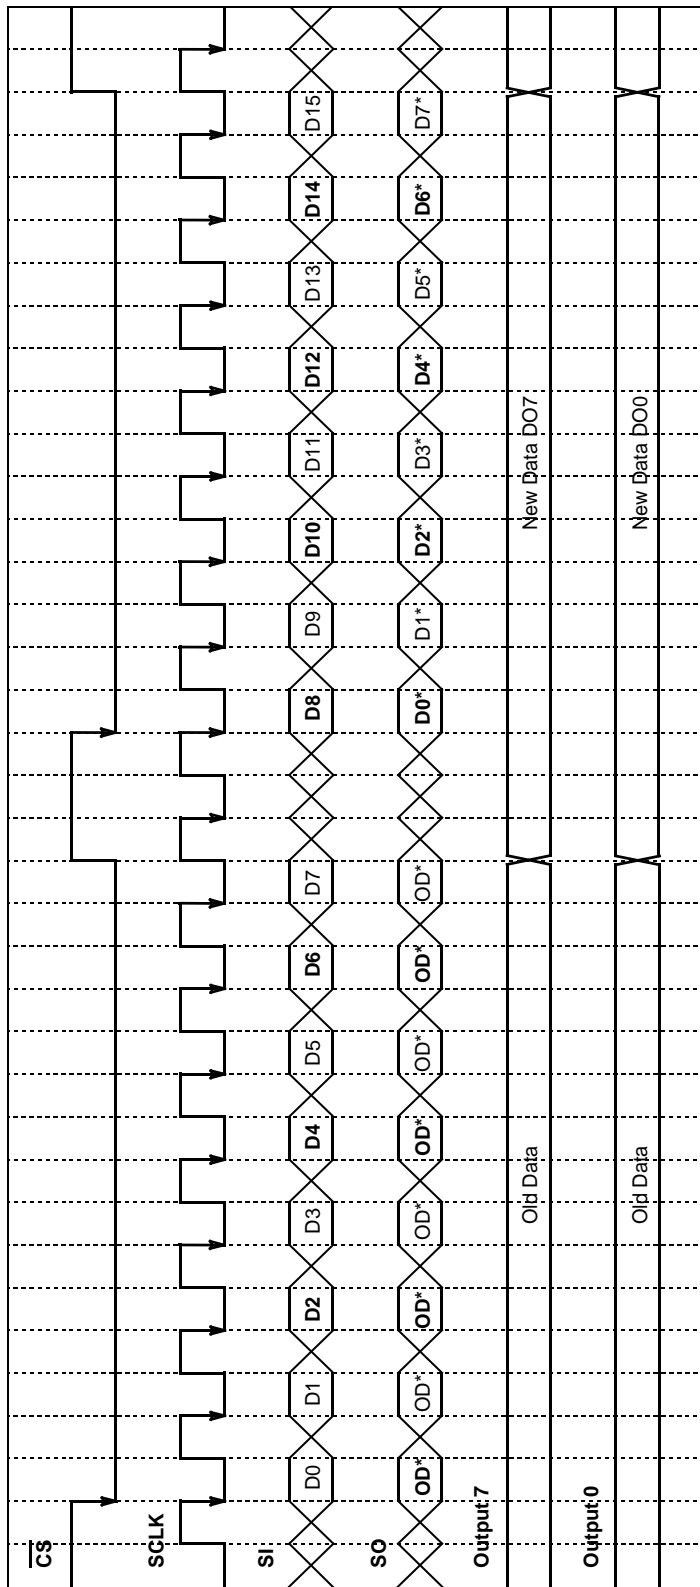 CS
SCLK
SI
D0 D1 D2 D3 D4 D5 D6 D7 D8 D9 D10 D11 D12 D13 D14 D15
SO
OD* OD* OD* OD* OD* OD* OD* OD* D0* D1* D2* D3* D4* D5* D6* D7*
Output 7
Old Data New Data DO7
Output 0
Old Data New Data DO0